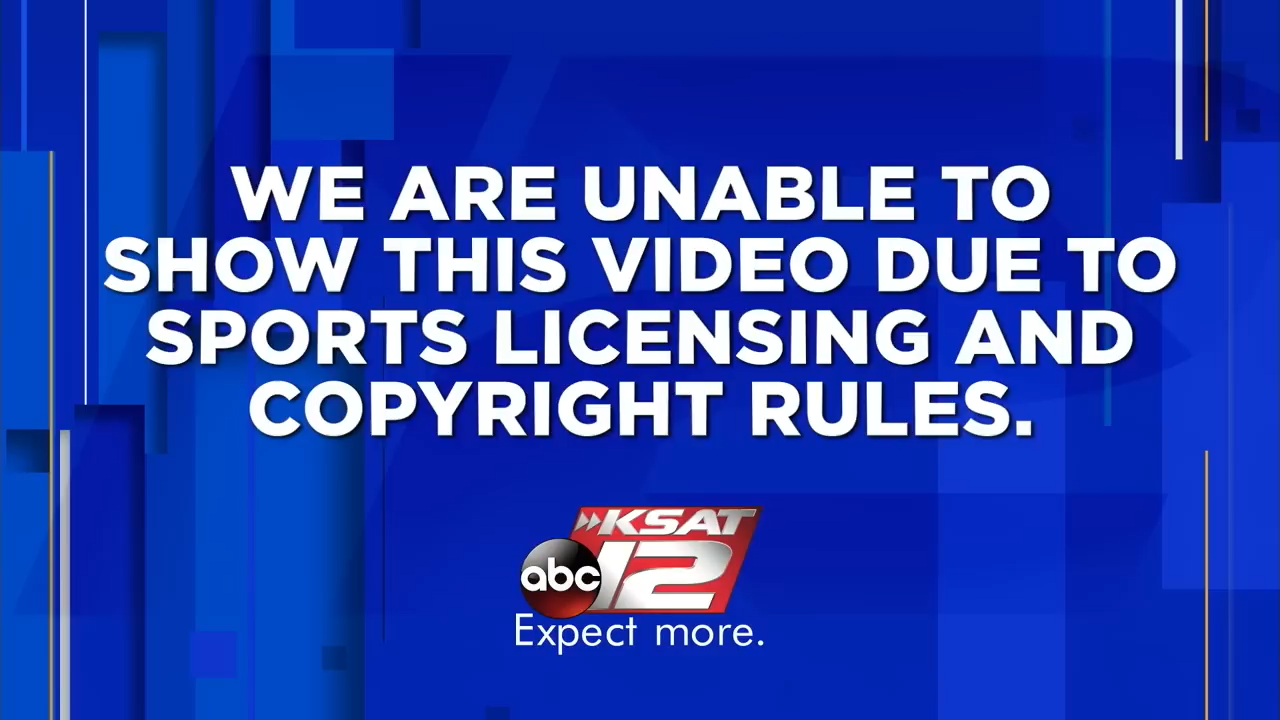 WE ARE UNABLE TO
SHOW THIS VIDEO DUE TO
SPORTS LICENSING AND
COPYRIGHT RULES.
KSAT
abc 12
Expect more.